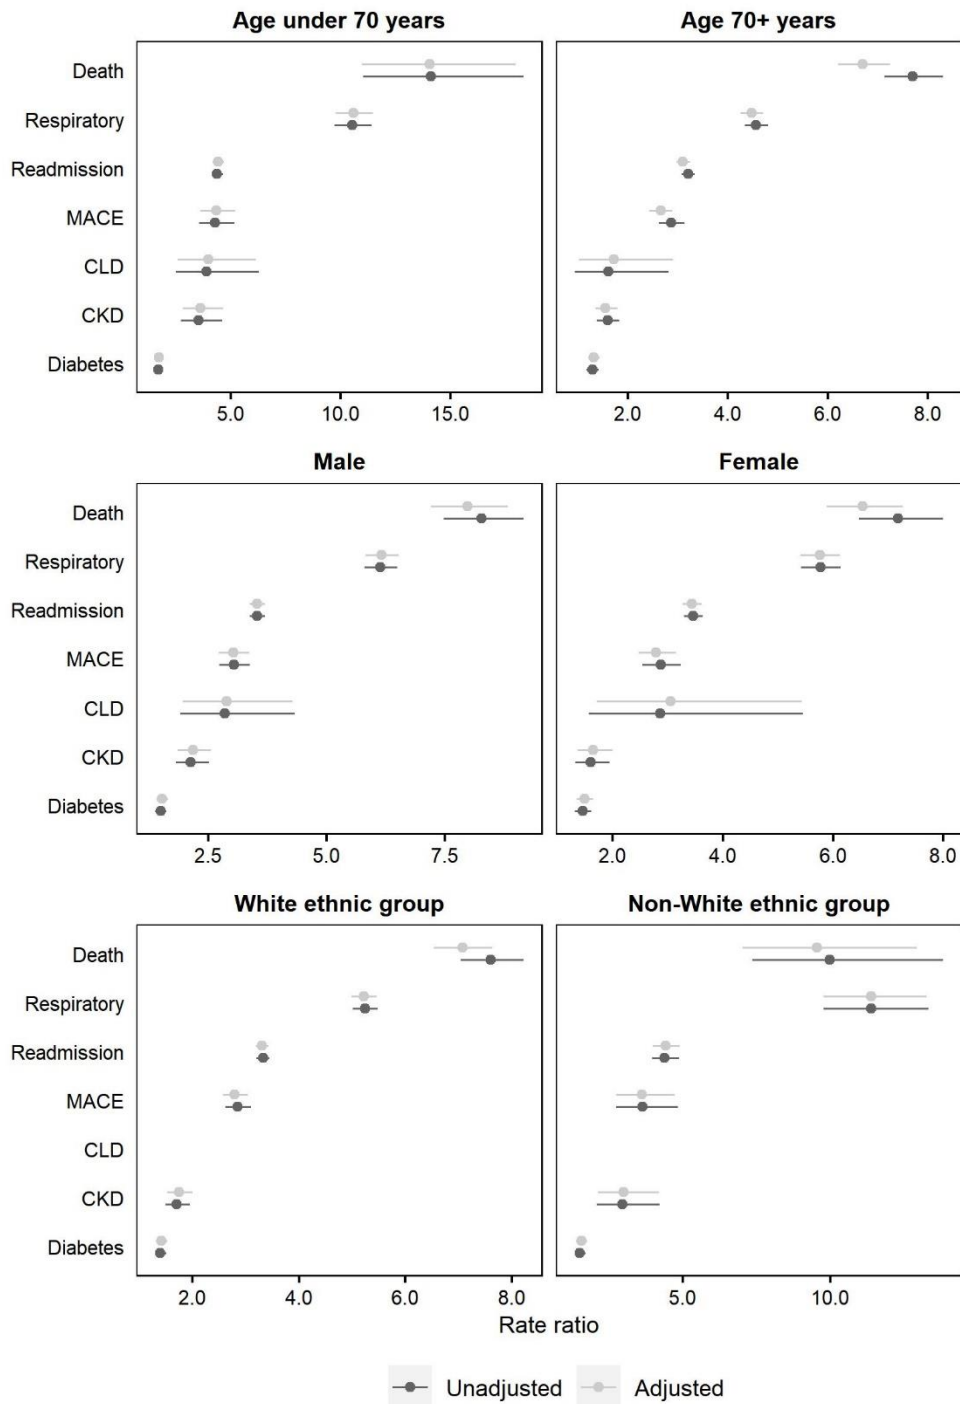 Age under 70 years
Age 70+ years
Death
Respiratory
Readmission
MACE
CLD
CKD
Diabetes
5.0 10.0 15.0
2.0 4.0 6.0 8.0
Male
Female
Death
Respiratory
Readmission
MACE
CLD
CKD
Diabetes
2.5 5.0 7.5
2.0 4.0 6.0 8.0
White ethnic group
Non-White ethnic group
Death
Respiratory
Readmission
MACE
CLD
CKD
Diabetes
2.0 4.0 6.0 8.0
5.0 10.0
Rate ratio
Unadjusted Adjusted